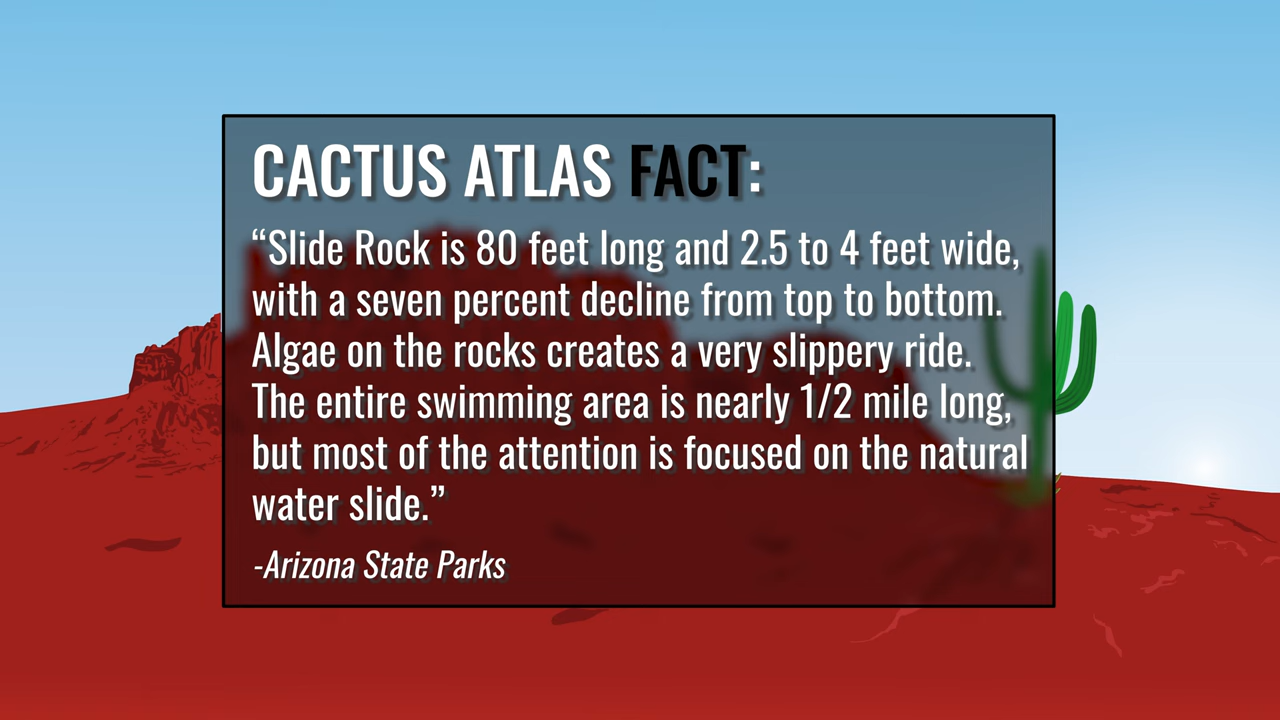 CACTUS ATLAS FACT:
“Slide Rock is 80 feet long and 2.5 to 4 feet wide,
with a seven percent decline from top to bottom.
Algae on the rocks creates a very slippery ride.
The entire swimming area is nearly 1/2 mile long,
but most of the attention is focused on the natural
water slide.”
-Arizona State Parks